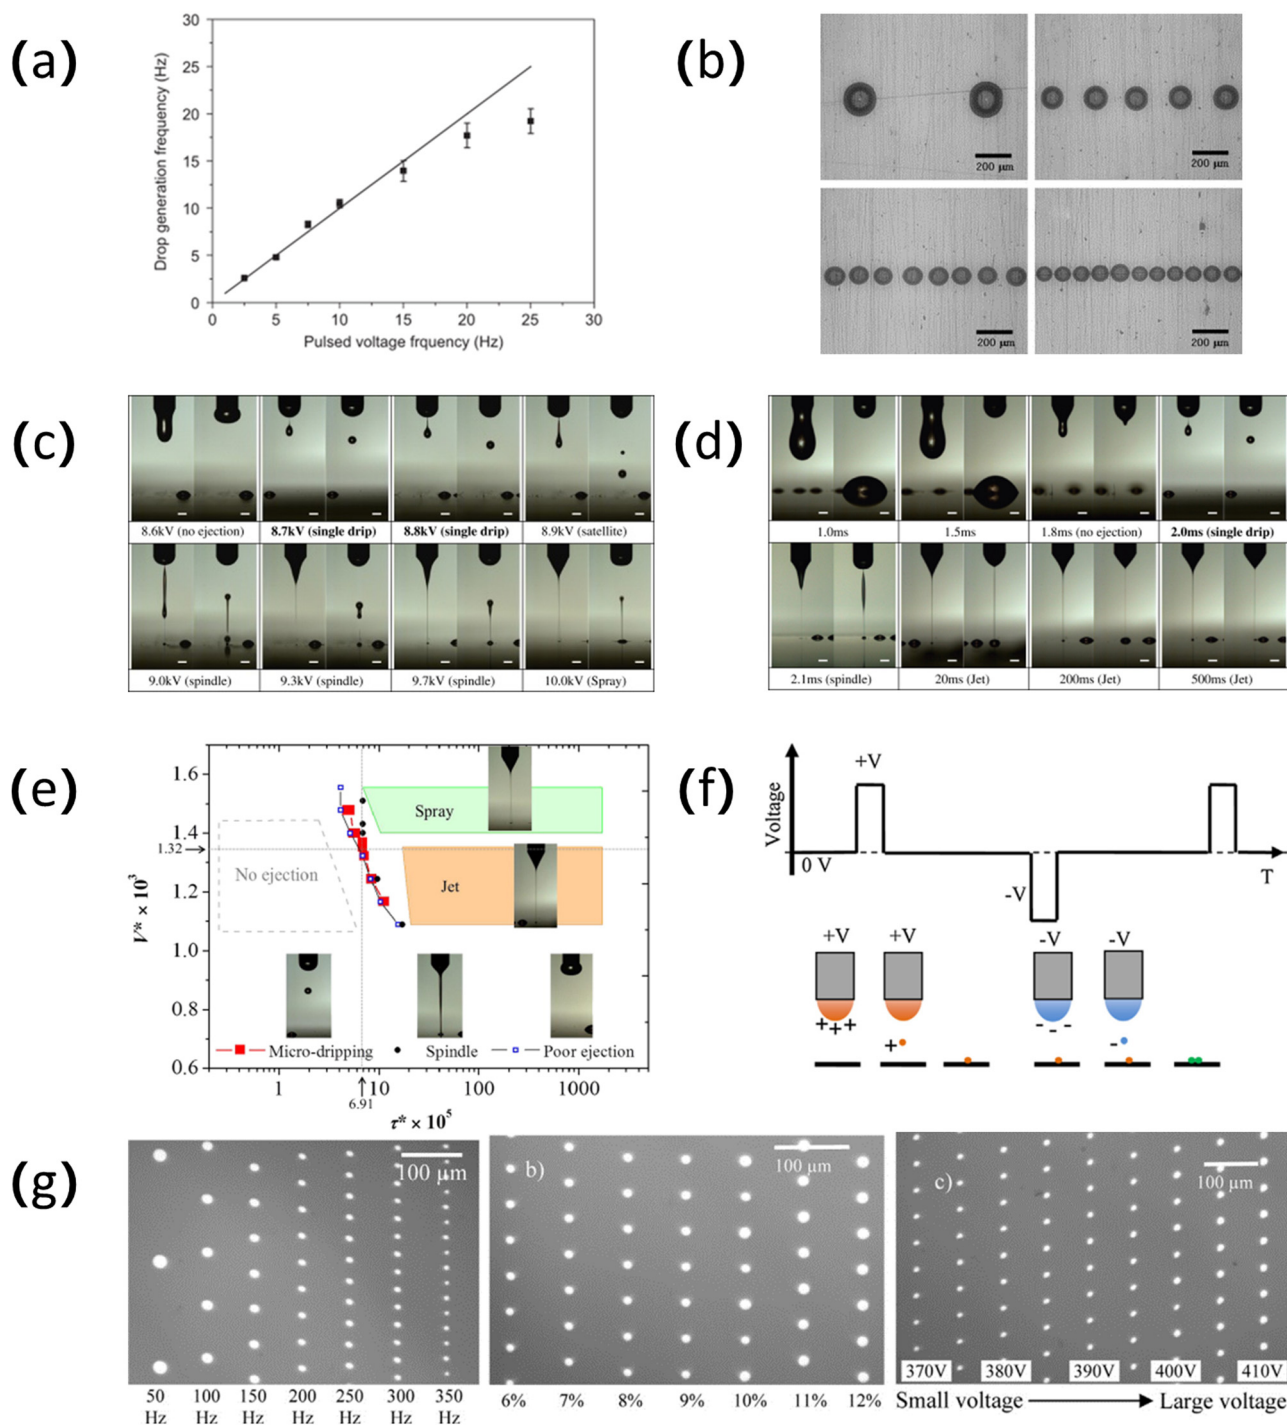 (a)
30
25
20
15
10
5
0
0 5 10 15 20 25 30
Drop generation frequency (Hz)
Pulsed voltage frquency (Hz)
(b)
200 μm
200 μm
200 μm
200 μm
(c)
8.6kV (no ejection) 8.7kV (single drip) 8.8kV (single drip) 8.9kV (satellite)
9.0kV (spindle) 9.3kV (spindle) 9.7kV (spindle) 10.0kV (Spray)
(d)
1.0ms 1.5ms 1.8ms (no ejection) 2.0ms (single drip)
2.1ms (spindle) 20ms (Jet) 200ms (Jet) 500ms (Jet)
(e)
1.6
1.4
1.32
1.2
1.0
0.8
0.6
V* × 10³
Spray
No ejection
Jet
Micro-dripping Spindle Poor ejection
1 10 100 1000
6.91
τ* × 10⁵
(f)
Voltage
+V
0 V
-V
T
+V +V -V -V
+++
+
- - -
-
(g)
100 μm
50 Hz
100 Hz
150 Hz
200 Hz
250 Hz
300 Hz
350 Hz
b)
100 μm
6% 7% 8% 9% 10% 11% 12%
c)
100 μm
370V 380V 390V 400V 410V
Small voltage Large voltage